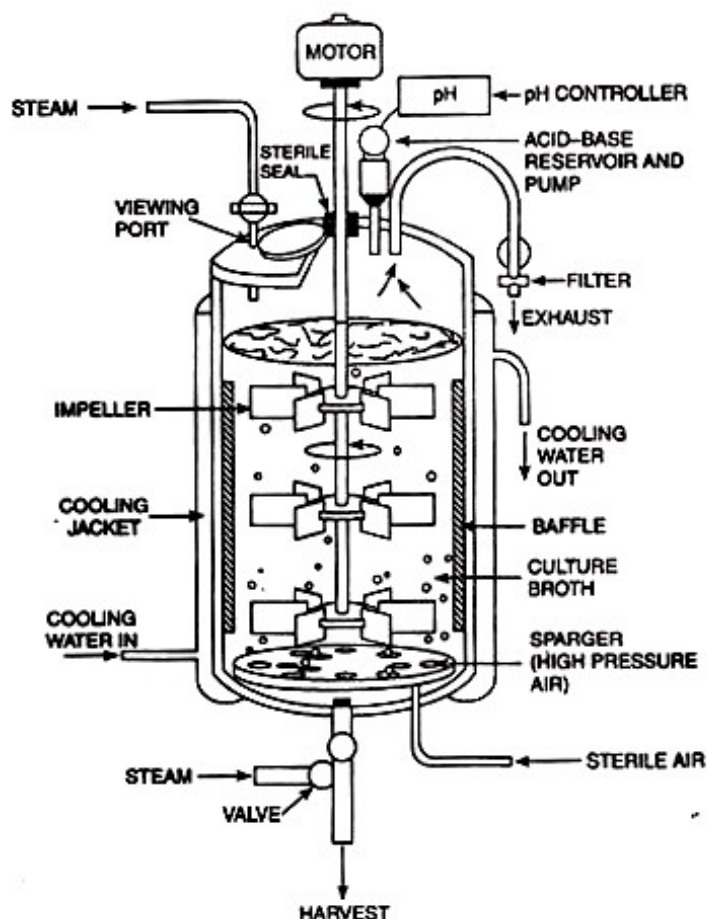 MOTOR
pH
pH CONTROLLER
STEAM
ACID–BASE
RESERVOIR AND
PUMP
STERILE
SEAL
VIEWING
PORT
FILTER
EXHAUST
IMPELLER
COOLING
WATER
OUT
COOLING
JACKET
BAFFLE
CULTURE
BROTH
COOLING
WATER IN
SPARGER
(HIGH PRESSURE
AIR)
STERILE AIR
STEAM
VALVE
HARVEST